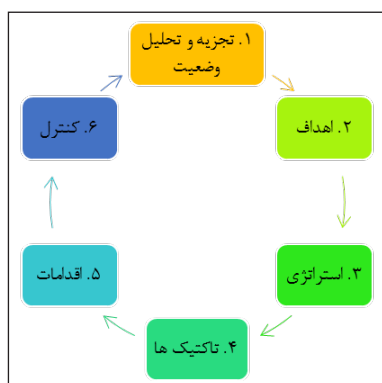 ۱. تجزیه و تحلیل
وضعیت
۲. اهداف
۳. استراتژی
۴. تاکتیک ها
۵. اقدامات
۶. کنترل